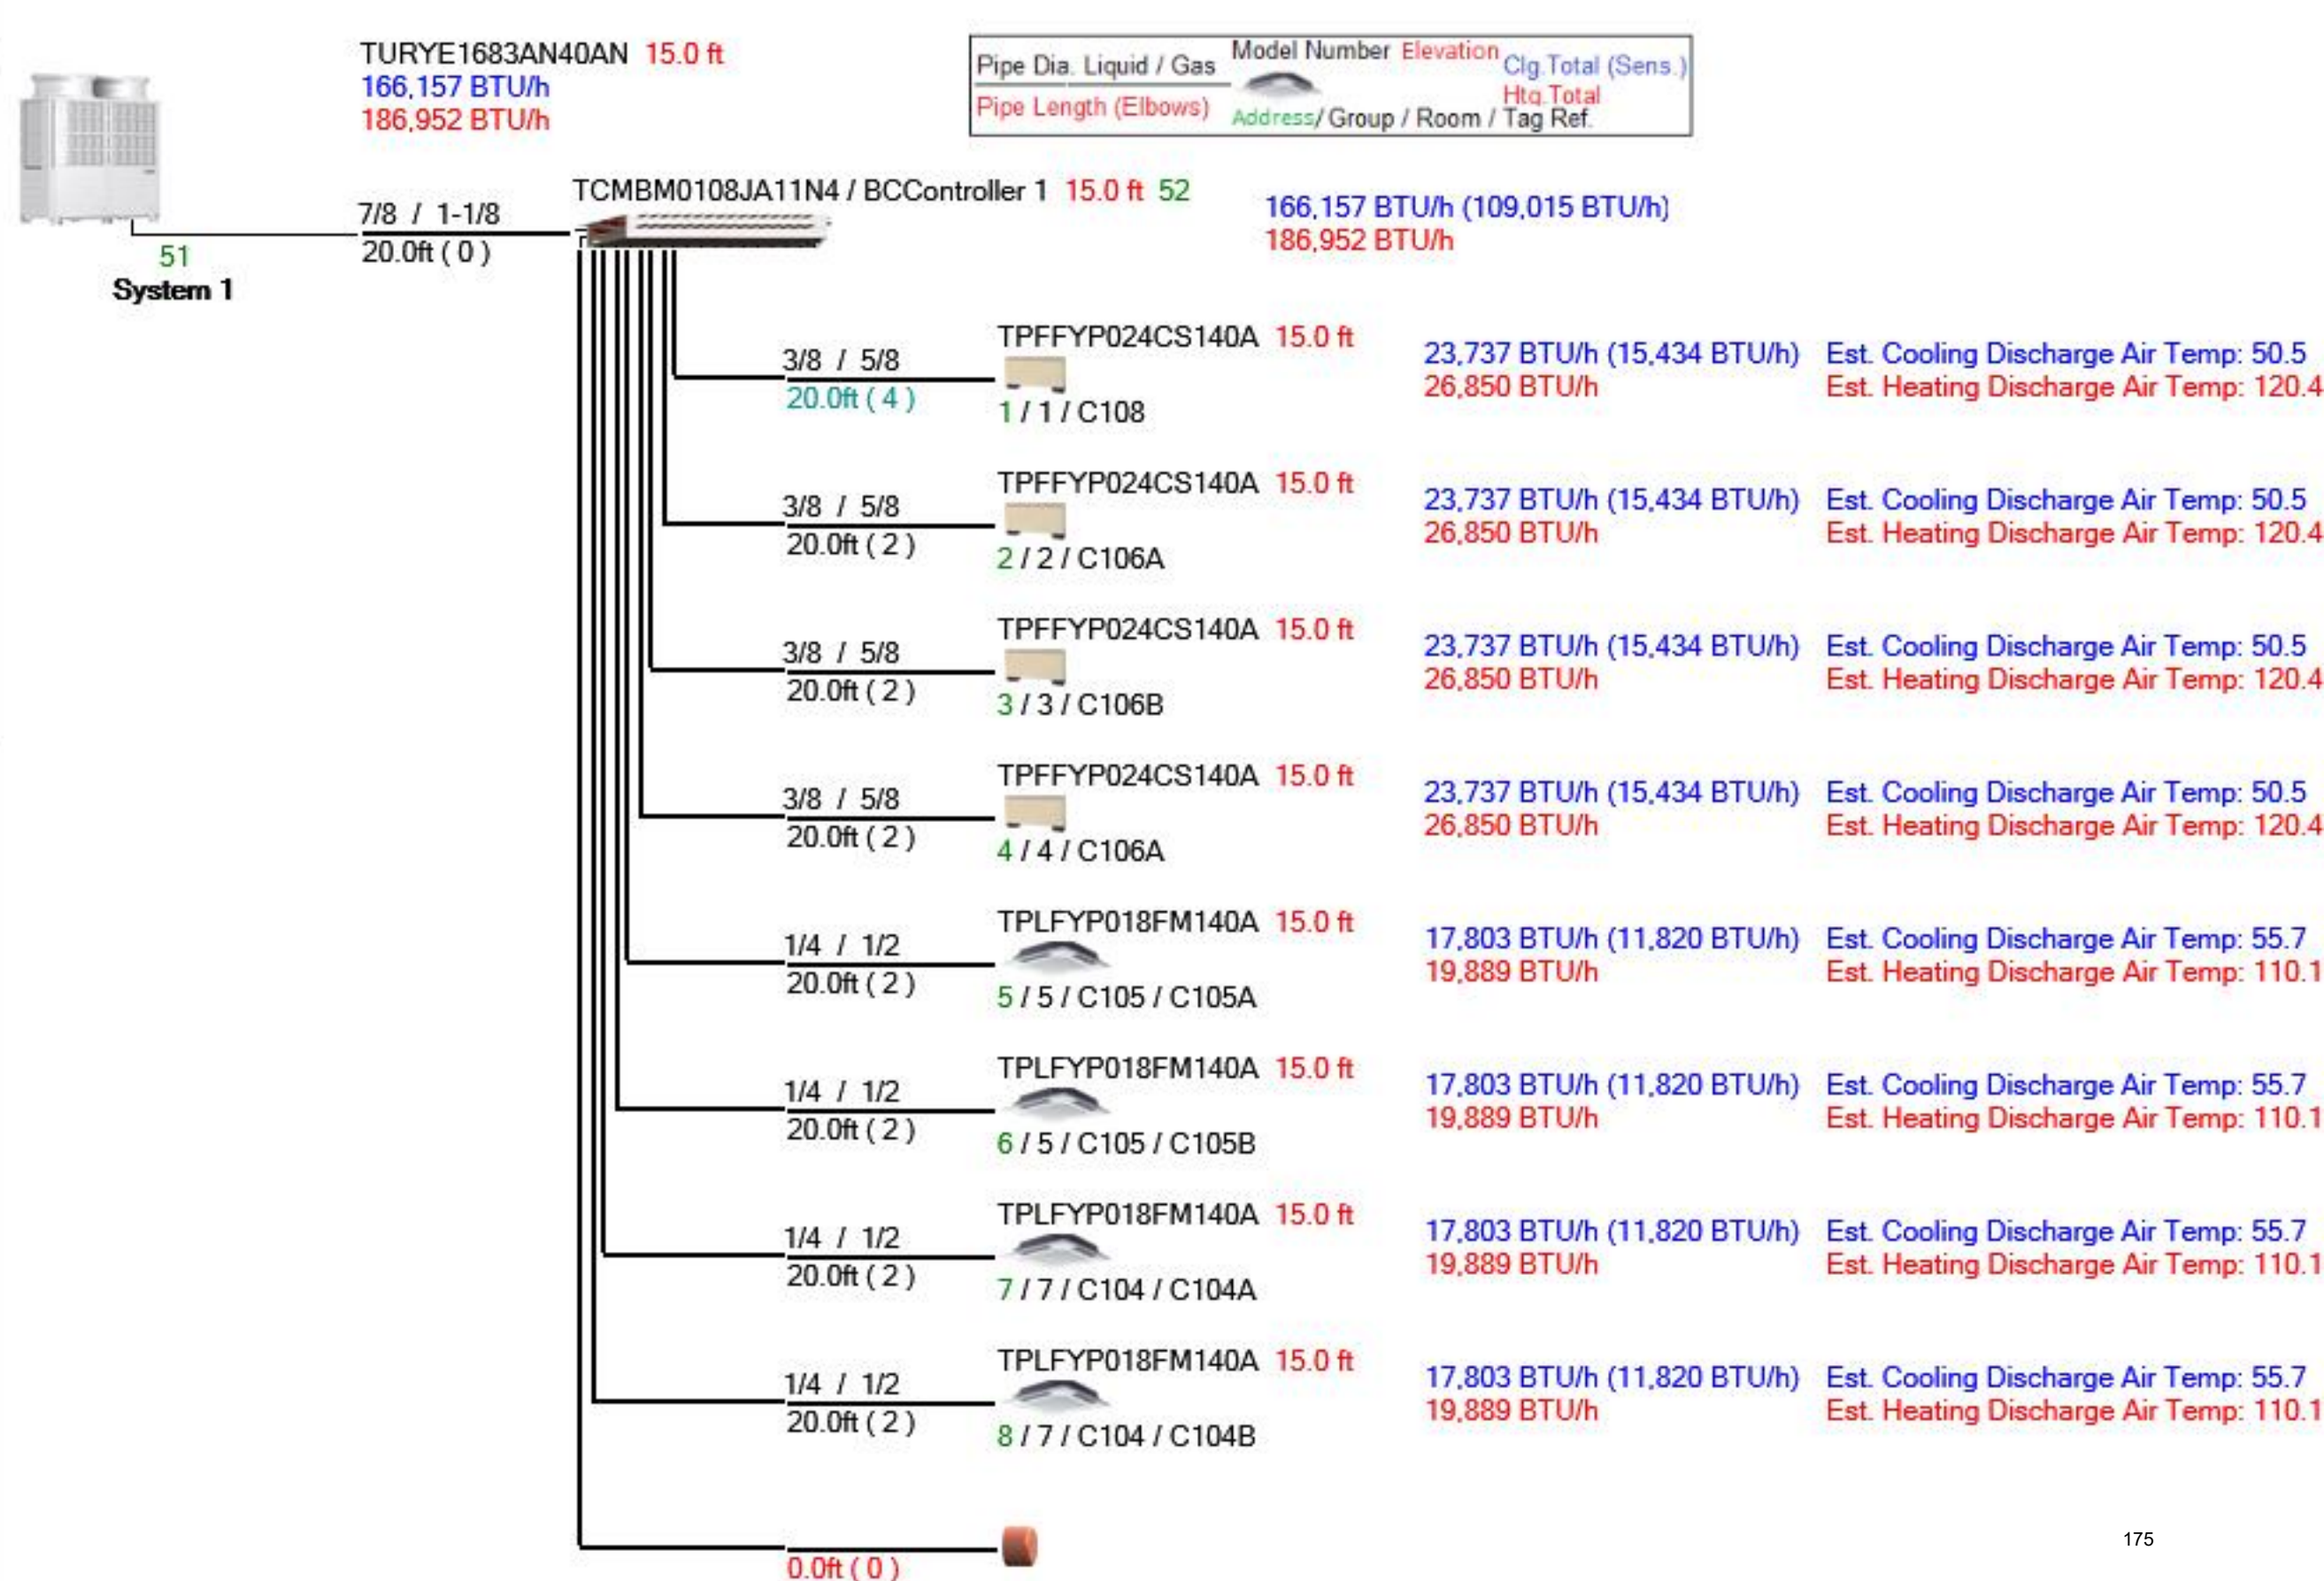 TURYE1683AN40AN 15.0 ft
166,157 BTU/h
186,952 BTU/h
Pipe Dia. Liquid / Gas
Pipe Length (Elbows)
Model Number Elevation
Clg.Total (Sens.)
Htg.Total
Address/ Group / Room / Tag Ref.
TCMBM0108JA11N4 / BCController 1 15.0 ft 52
166,157 BTU/h (109,015 BTU/h)
186,952 BTU/h
7/8 / 1-1/8
20.0ft ( 0 )
51
System 1
TPFFYP024CS140A 15.0 ft
3/8 / 5/8
20.0ft ( 4 )
1 / 1 / C108
23,737 BTU/h (15,434 BTU/h) Est. Cooling Discharge Air Temp: 50.5
26,850 BTU/h Est. Heating Discharge Air Temp: 120.4
TPFFYP024CS140A 15.0 ft
3/8 / 5/8
20.0ft ( 2 )
2 / 2 / C106A
23,737 BTU/h (15,434 BTU/h) Est. Cooling Discharge Air Temp: 50.5
26,850 BTU/h Est. Heating Discharge Air Temp: 120.4
TPFFYP024CS140A 15.0 ft
3/8 / 5/8
20.0ft ( 2 )
3 / 3 / C106B
23,737 BTU/h (15,434 BTU/h) Est. Cooling Discharge Air Temp: 50.5
26,850 BTU/h Est. Heating Discharge Air Temp: 120.4
TPFFYP024CS140A 15.0 ft
3/8 / 5/8
20.0ft ( 2 )
4 / 4 / C106A
23,737 BTU/h (15,434 BTU/h) Est. Cooling Discharge Air Temp: 50.5
26,850 BTU/h Est. Heating Discharge Air Temp: 120.4
TPLFYP018FM140A 15.0 ft
1/4 / 1/2
20.0ft ( 2 )
5 / 5 / C105 / C105A
17,803 BTU/h (11,820 BTU/h) Est. Cooling Discharge Air Temp: 55.7
19,889 BTU/h Est. Heating Discharge Air Temp: 110.1
TPLFYP018FM140A 15.0 ft
1/4 / 1/2
20.0ft ( 2 )
6 / 5 / C105 / C105B
17,803 BTU/h (11,820 BTU/h) Est. Cooling Discharge Air Temp: 55.7
19,889 BTU/h Est. Heating Discharge Air Temp: 110.1
TPLFYP018FM140A 15.0 ft
1/4 / 1/2
20.0ft ( 2 )
7 / 7 / C104 / C104A
17,803 BTU/h (11,820 BTU/h) Est. Cooling Discharge Air Temp: 55.7
19,889 BTU/h Est. Heating Discharge Air Temp: 110.1
TPLFYP018FM140A 15.0 ft
1/4 / 1/2
20.0ft ( 2 )
8 / 7 / C104 / C104B
17,803 BTU/h (11,820 BTU/h) Est. Cooling Discharge Air Temp: 55.7
19,889 BTU/h Est. Heating Discharge Air Temp: 110.1
0.0ft ( 0 )
175